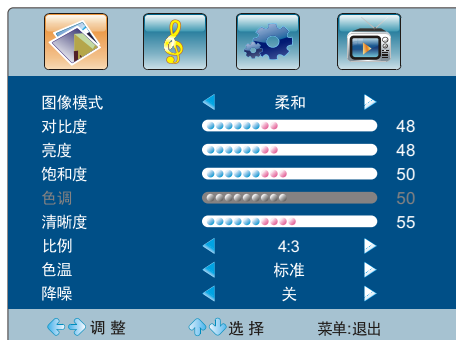 图像模式 柔和
对比度 48
亮度 48
饱和度 50
色调 50
清晰度 55
比例 4:3
色温 标准
降噪 关
调整 选择 菜单:退出